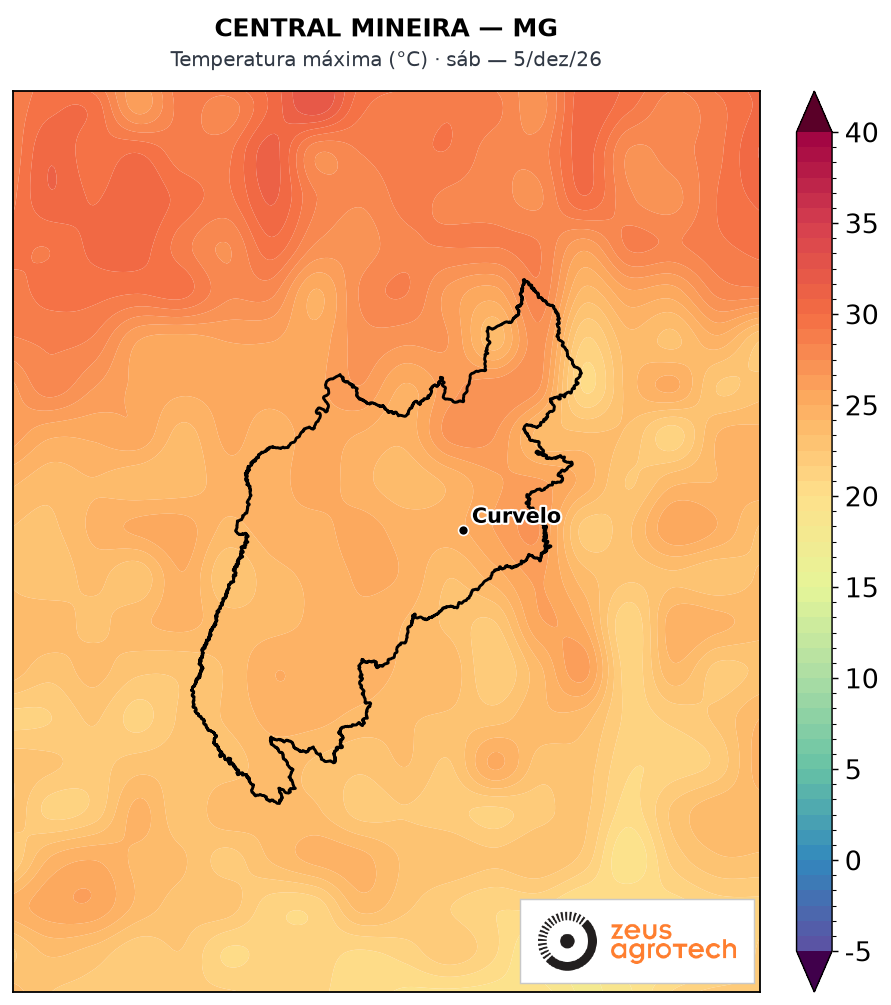 CENTRAL MINEIRA — MG
Temperatura máxima (°C) · sáb — 5/dez/26
40
35
30
25
20
15
10
5
0
-5
Curvelo
zeus
agrotech